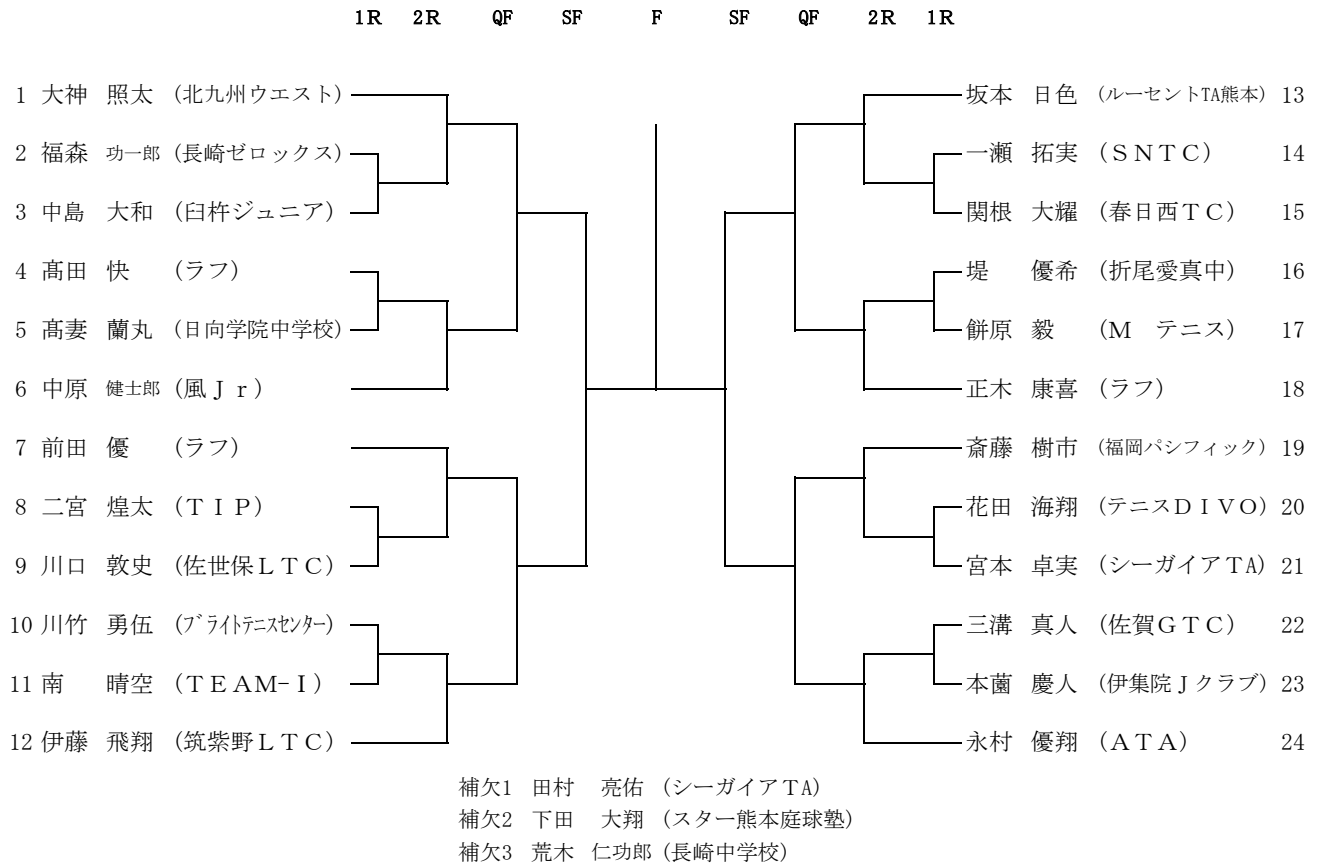 1R 2R QF SF F SF QF 2R 1R
1 大神 照太 (北九州ウエスト) 坂本 日色 (ルーセントTA熊本) 13
2 福森 功一郎 (長崎ゼロックス) 一瀬 拓実 (ＳＮＴＣ) 14
3 中島 大和 (臼杵ジュニア) 関根 大耀 (春日西ＴＣ) 15
4 髙田 快 (ラフ) 堤 優希 (折尾愛真中) 16
5 髙妻 蘭丸 (日向学院中学校) 餅原 毅 (Ｍ テニス) 17
6 中原 健士郎 (風Ｊｒ) 正木 康喜 (ラフ) 18
7 前田 優 (ラフ) 斎藤 樹市 (福岡パシフィック) 19
8 二宮 煌太 (ＴＩＰ) 花田 海翔 (テニスＤＩＶＯ) 20
9 川口 敦史 (佐世保ＬＴＣ) 宮本 卓実 (シーガイアTA) 21
10 川竹 勇伍 (ﾌﾞﾗｲﾄﾃﾆｽｾﾝﾀｰ) 三溝 真人 (佐賀ＧＴＣ) 22
11 南 晴空 (ＴＥＡＭ−Ｉ) 本薗 慶人 (伊集院Ｊクラブ) 23
12 伊藤 飛翔 (筑紫野ＬＴＣ) 永村 優翔 (ＡＴＡ) 24
補欠1 田村 亮佑 (シーガイアTA)
補欠2 下田 大翔 (スター熊本庭球塾)
補欠3 荒木 仁功郎 (長崎中学校)